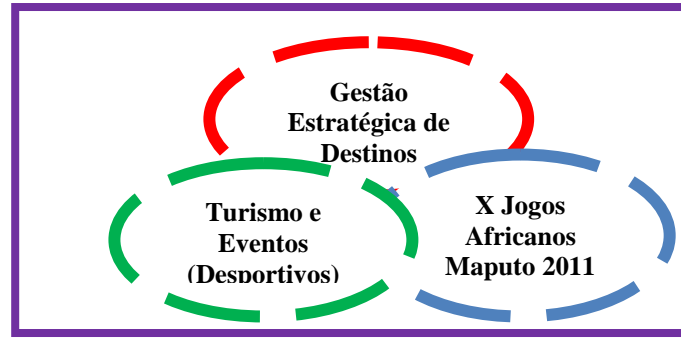 Gestão
Estratégica de
Destinos
Turismo e
Eventos
(Desportivos)
X Jogos
Africanos
Maputo 2011